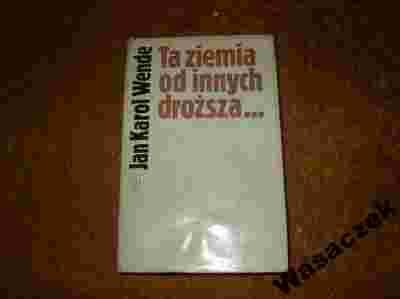 Jan Karol Wende
Ta ziemia
od innych
droższa...
Wasaczek